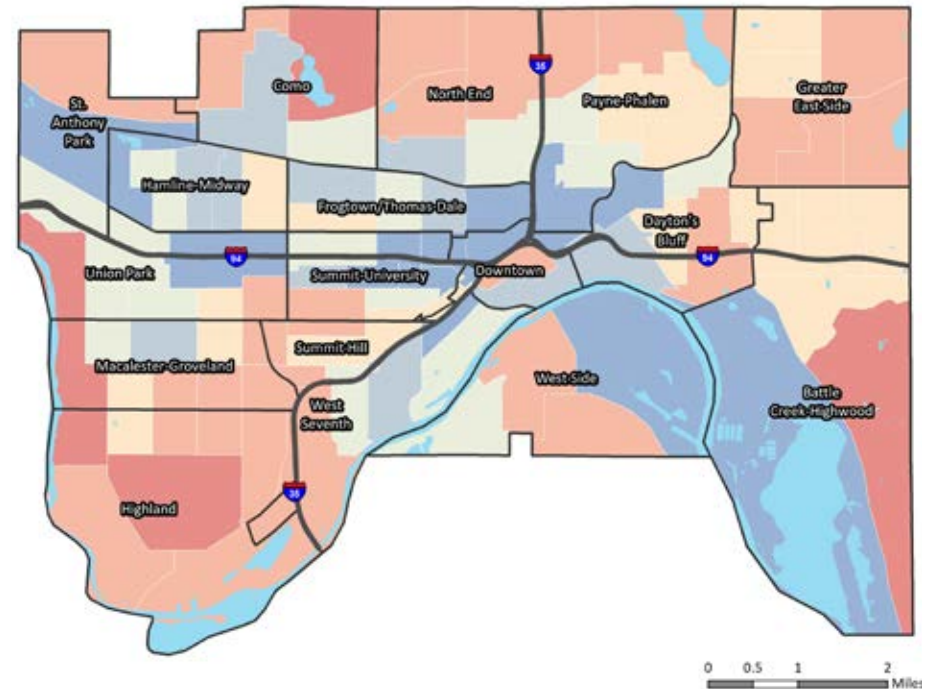 35
Como
North End
Payne-Phalen
Greater
East-Side
St.
Anthony
Park
Hamline-Midway
Frogtown/Thomas-Dale
Dayton's
Bluff
94
94
Union Park
Summit-University
Downtown
Summit-Hill
Macalester-Groveland
West-Side
West
Seventh
Battle
Creek-Highwood
35
Highland
0 0.5 1 2
Miles